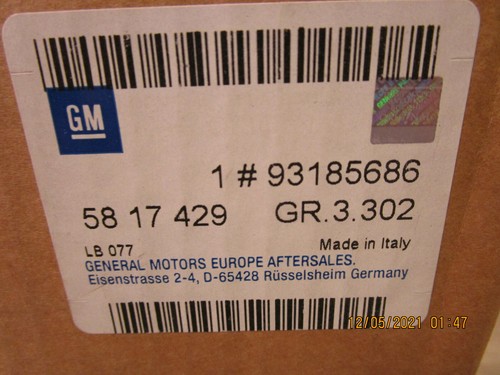 GM
1 # 93185686
58 17 429 GR.3.302
LB 077 Made in Italy
GENERAL MOTORS EUROPE AFTERSALES.
Eisenstrasse 2-4, D-65428 Rüsselsheim Germany
12/05/2021 01:47